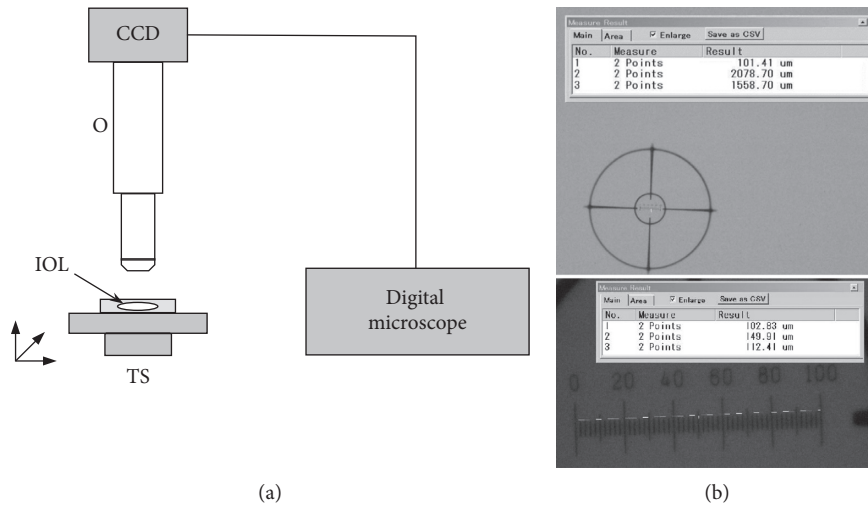 CCD
O
IOL
TS
Digital
microscope
(a)
Measure Result
Main Area Enlarge Save as CSV
No. Measure Result
1 2 Points 101.41 um
2 2 Points 2078.70 um
3 2 Points 1558.70 um
Measure Result
Main Area Enlarge Save as CSV
No. Measure Result
1 2 Points 102.83 um
2 2 Points 149.91 um
3 2 Points 112.41 um
0 20 40 60 80 100
(b)